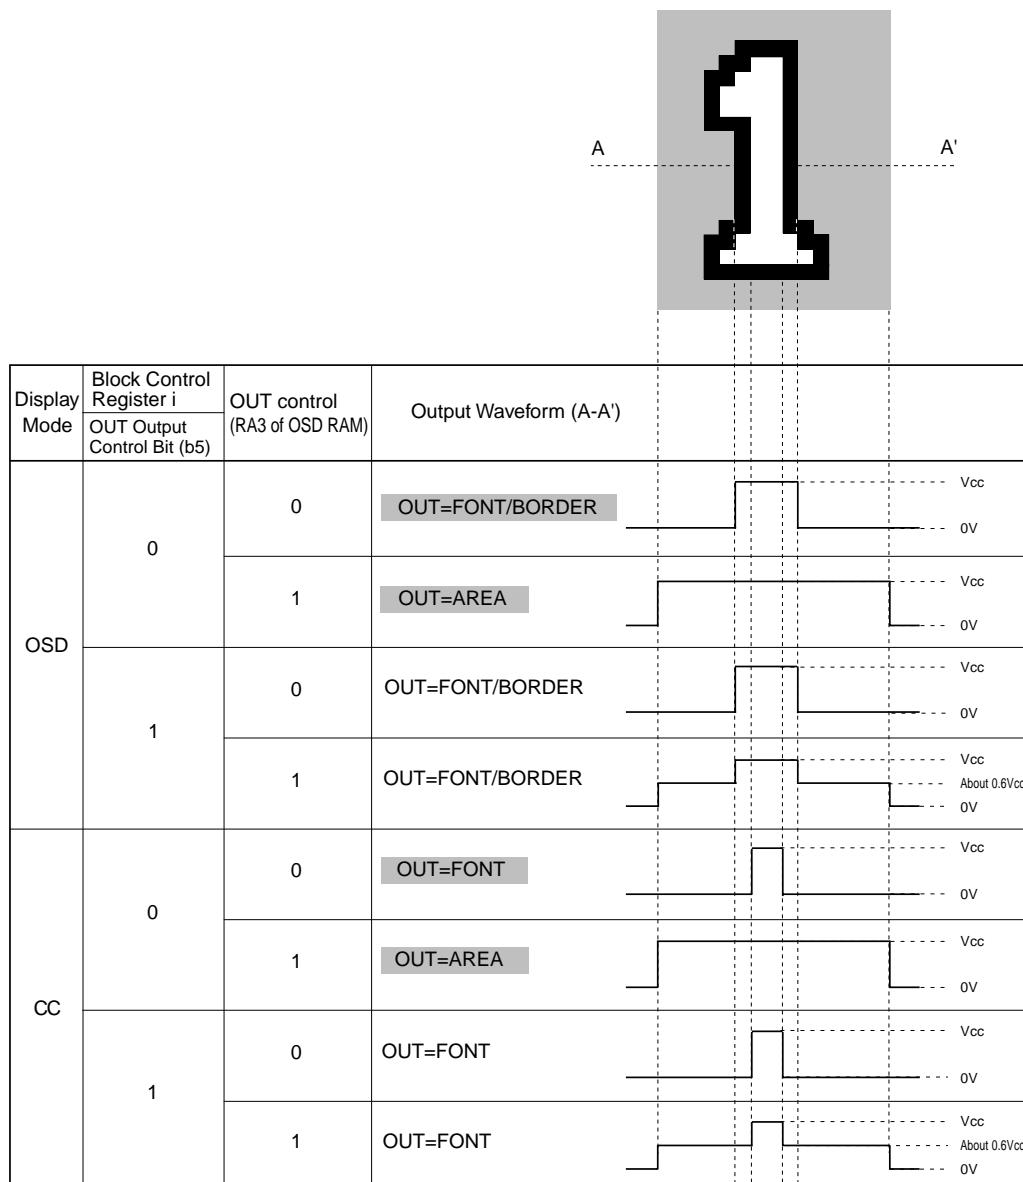 A
A'
Display
Mode
Block Control
Register i
OUT Output
Control Bit (b5)
OUT control
(RA3 of OSD RAM)
Output Waveform (A-A')
OSD
0
0
OUT=FONT/BORDER
Vcc
0V
1
OUT=AREA
Vcc
0V
1
0
OUT=FONT/BORDER
Vcc
0V
1
OUT=FONT/BORDER
Vcc
About 0.6Vcc
0V
CC
0
0
OUT=FONT
Vcc
0V
1
OUT=AREA
Vcc
0V
1
0
OUT=FONT
Vcc
0V
1
OUT=FONT
Vcc
About 0.6Vcc
0V